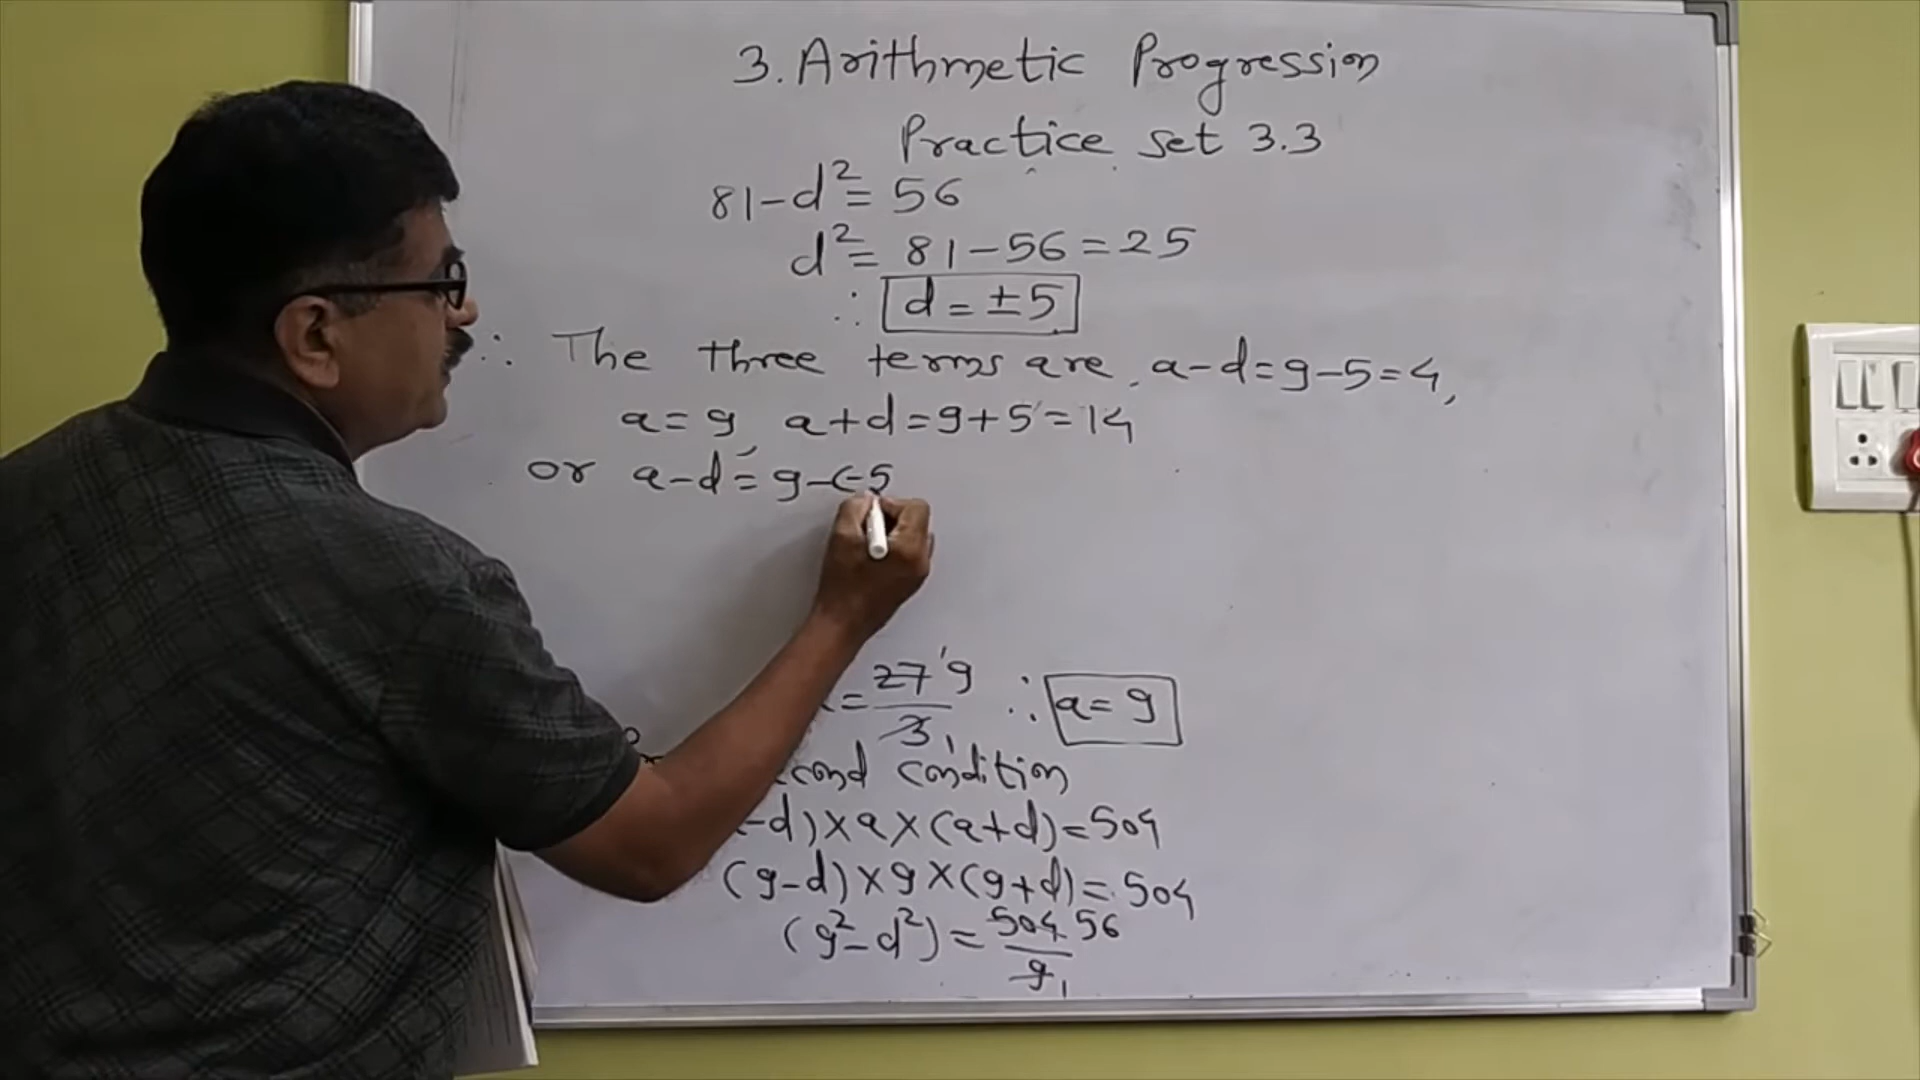 3. Arithmetic Progression
Practice set 3.3
81-d²= 56
d²= 81-56=25
∴ d=±5
∴ The three terms are, a-d=9-5=4,
a=9, a+d=9+5=14
or a-d=9-(-5
=27 9/3 1 ∴ a=9
condition
-d)×a×(a+d)=504
(9-d)×9×(9+d)=504
(9²-d²)=504 56/9 1